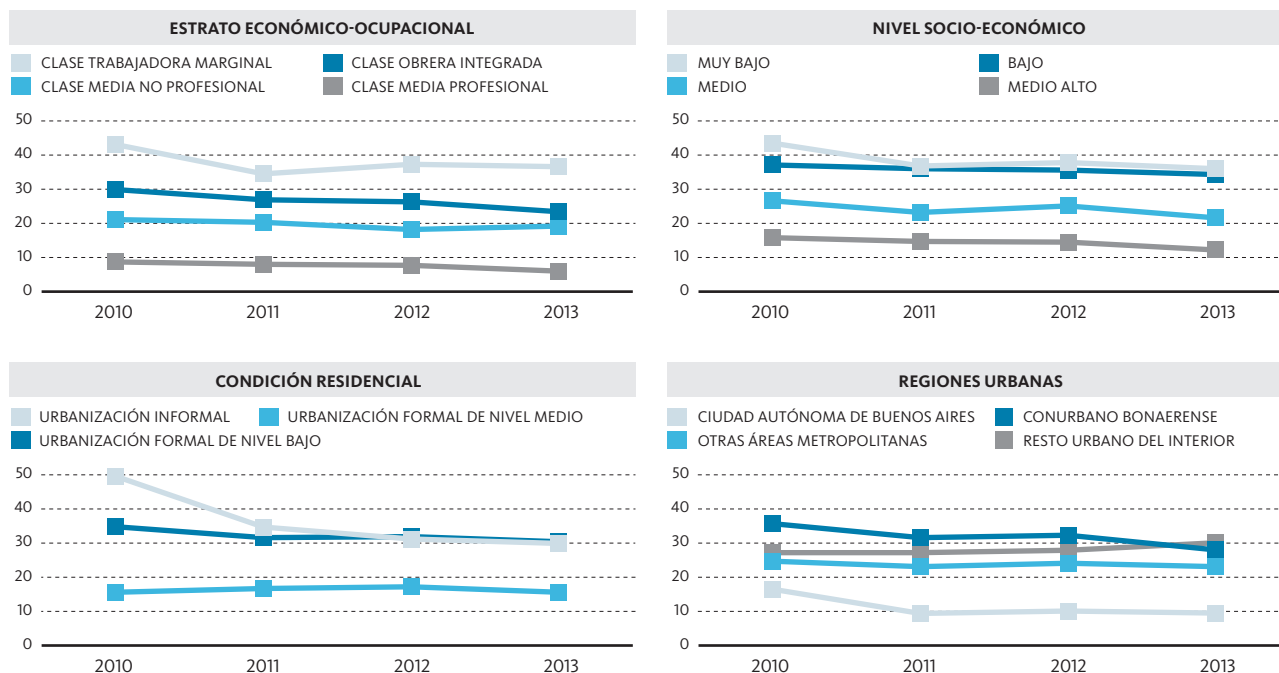 ESTRATO ECONÓMICO-OCUPACIONAL
CLASE TRABAJADORA MARGINAL
CLASE OBRERA INTEGRADA
CLASE MEDIA NO PROFESIONAL
CLASE MEDIA PROFESIONAL
50
40
30
20
10
0
2010 2011 2012 2013
NIVEL SOCIO-ECONÓMICO
MUY BAJO
BAJO
MEDIO
MEDIO ALTO
50
40
30
20
10
0
2010 2011 2012 2013
CONDICIÓN RESIDENCIAL
URBANIZACIÓN INFORMAL
URBANIZACIÓN FORMAL DE NIVEL MEDIO
URBANIZACIÓN FORMAL DE NIVEL BAJO
50
40
30
20
10
0
2010 2011 2012 2013
REGIONES URBANAS
CIUDAD AUTÓNOMA DE BUENOS AIRES
CONURBANO BONAERENSE
OTRAS ÁREAS METROPOLITANAS
RESTO URBANO DEL INTERIOR
50
40
30
20
10
0
2010 2011 2012 2013